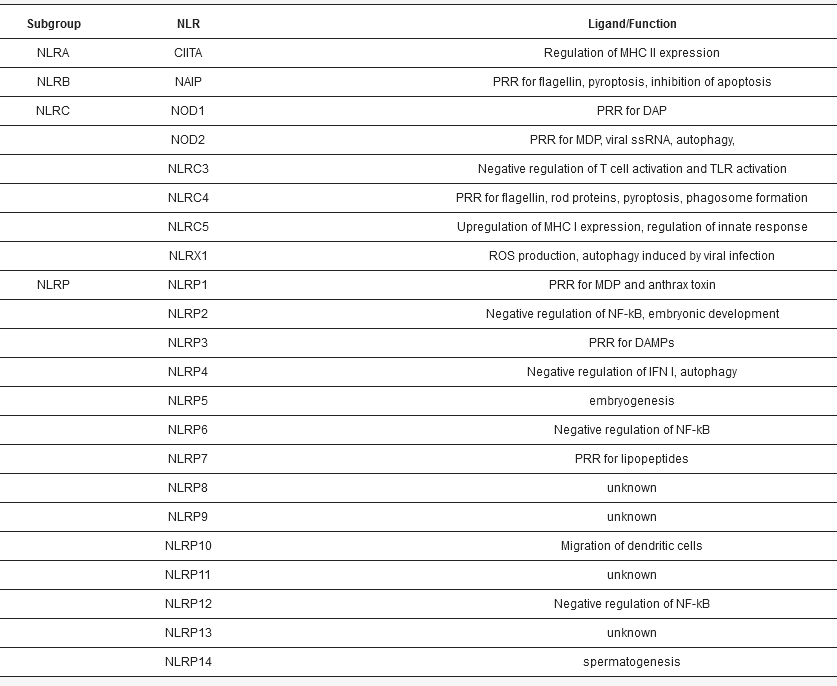 Subgroup NLR Ligand/Function
NLRA CIITA Regulation of MHC II expression
NLRB NAIP PRR for flagellin, pyroptosis, inhibition of apoptosis
NLRC NOD1 PRR for DAP
NOD2 PRR for MDP, viral ssRNA, autophagy,
NLRC3 Negative regulation of T cell activation and TLR activation
NLRC4 PRR for flagellin, rod proteins, pyroptosis, phagosome formation
NLRC5 Upregulation of MHC I expression, regulation of innate response
NLRX1 ROS production, autophagy induced by viral infection
NLRP NLRP1 PRR for MDP and anthrax toxin
NLRP2 Negative regulation of NF-kB, embryonic development
NLRP3 PRR for DAMPs
NLRP4 Negative regulation of IFN I, autophagy
NLRP5 embryogenesis
NLRP6 Negative regulation of NF-kB
NLRP7 PRR for lipopeptides
NLRP8 unknown
NLRP9 unknown
NLRP10 Migration of dendritic cells
NLRP11 unknown
NLRP12 Negative regulation of NF-kB
NLRP13 unknown
NLRP14 spermatogenesis